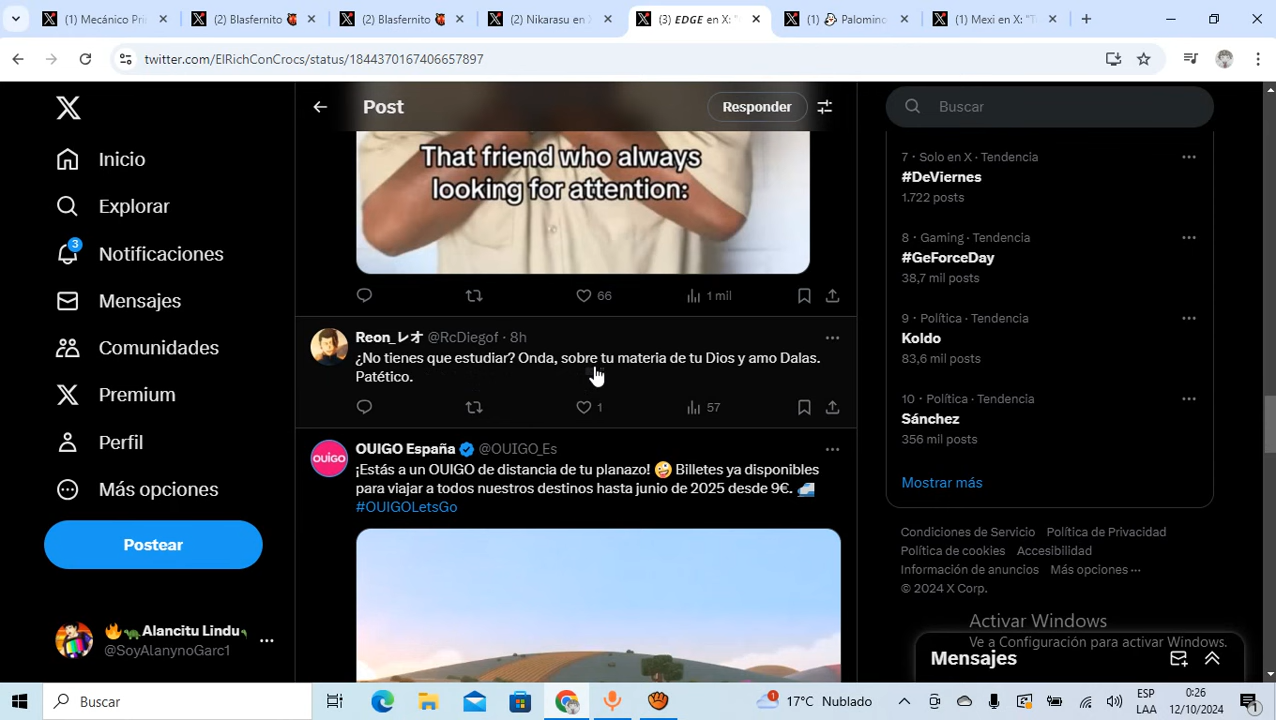 (1) Mecánico Pri
(2) Blasfernito
(2) Blasfernito
(2) Nikarasu en
(3) EDGE en X: "
(1) Palomino
(1) Mexi en X: "T
twitter.com/ElRichConCrocs/status/1844370167406657897
Inicio
Explorar
3
Notificaciones
Mensajes
Comunidades
Premium
Perfil
Más opciones
Postear
🔥🦖Alancitu Lindu
@SoyAlanynoGarc1
Post
Responder
That friend who always
looking for attention:
66
1 mil
Reon_レオ @RcDiegof · 8h
¿No tienes que estudiar? Onda, sobre tu materia de tu Dios y amo Dalas.
Patético.
1
57
OUIGO España @OUIGO_Es
OUIGO
¡Estás a un OUIGO de distancia de tu planazo! 🤪 Billetes ya disponibles
para viajar a todos nuestros destinos hasta junio de 2025 desde 9€. 🚅
#OUIGOLetsGo
Buscar
7 · Solo en X · Tendencia
#DeViernes
1.722 posts
8 · Gaming · Tendencia
#GeForceDay
38,7 mil posts
9 · Política · Tendencia
Koldo
83,6 mil posts
10 · Política · Tendencia
Sánchez
356 mil posts
Mostrar más
Condiciones de Servicio Política de Privacidad
Política de cookies Accesibilidad
Información de anuncios Más opciones ···
© 2024 X Corp.
Activar Windows
Ve a Configuración para activar Windows.
Mensajes
Buscar
1
17°C Nublado
ESP
LAA
0:26
12/10/2024
1